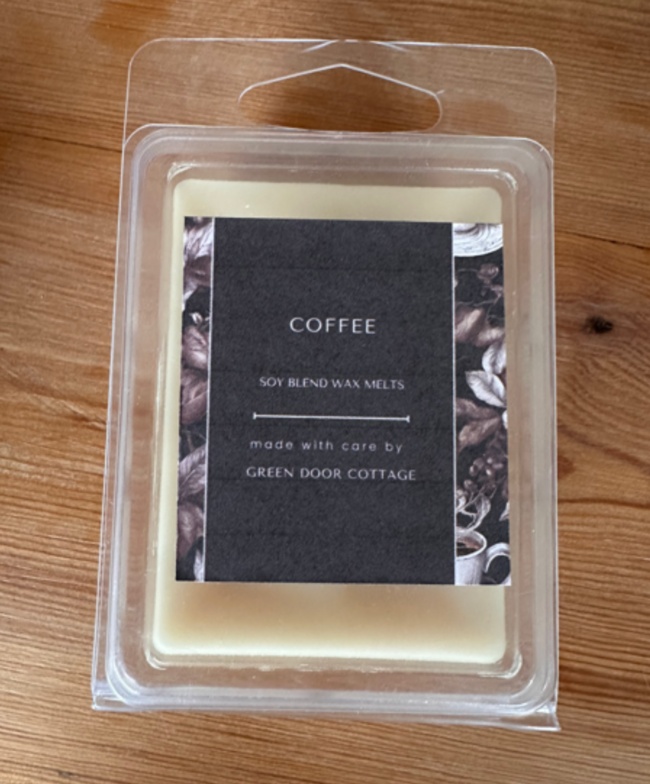 COFFEE
SOY BLEND WAX MELTS
made with care by
GREEN DOOR COTTAGE